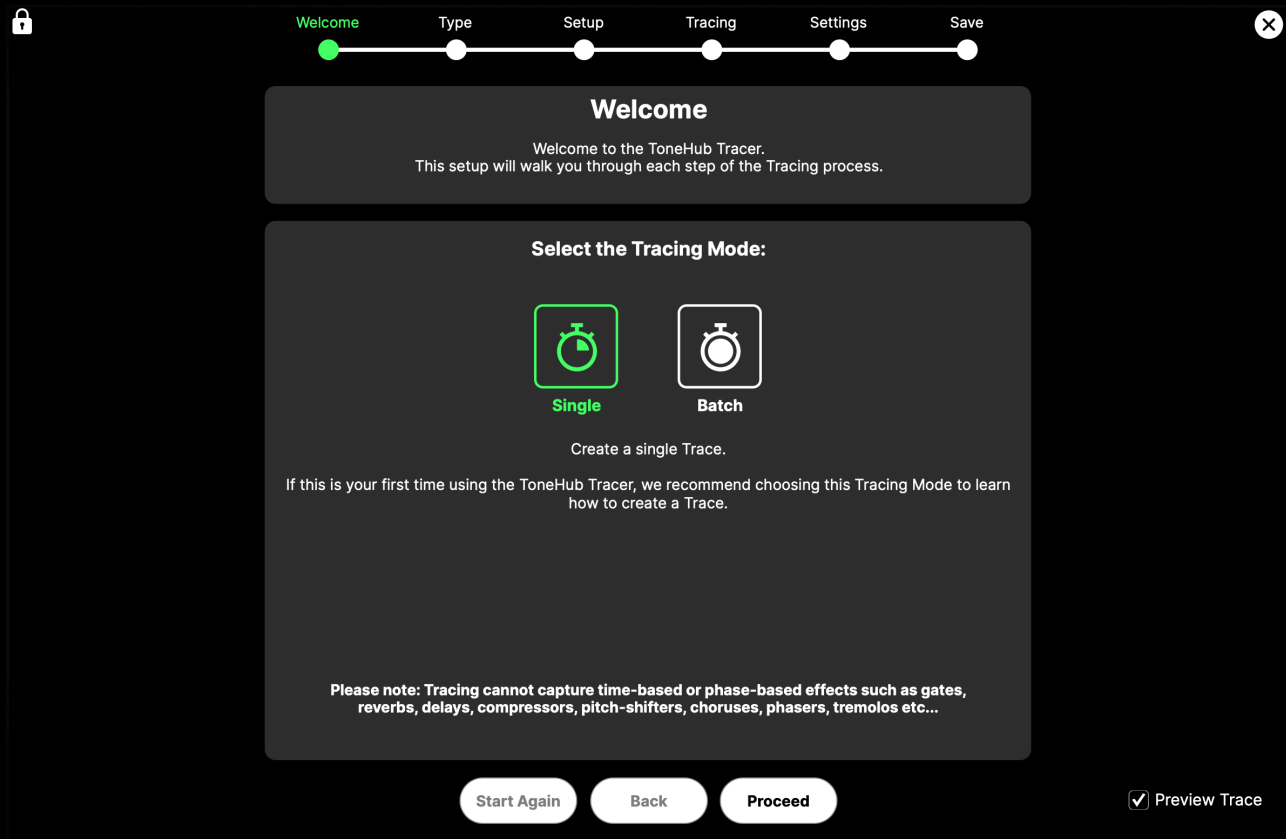 Welcome
Type
Setup
Tracing
Settings
Save
Welcome
Welcome to the ToneHub Tracer.
This setup will walk you through each step of the Tracing process.
Select the Tracing Mode:
Single
Batch
Create a single Trace.
If this is your first time using the ToneHub Tracer, we recommend choosing this Tracing Mode to learn
how to create a Trace.
Please note: Tracing cannot capture time-based or phase-based effects such as gates,
reverbs, delays, compressors, pitch-shifters, choruses, phasers, tremolos etc...
Start Again
Back
Proceed
Preview Trace